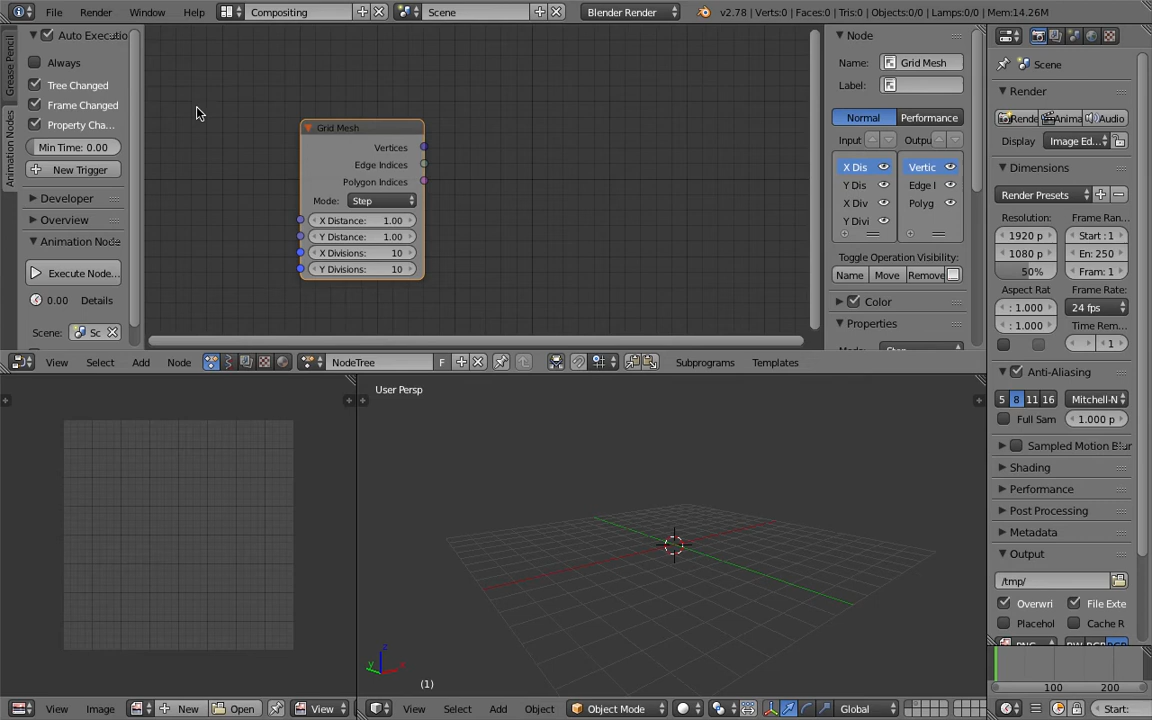 File Render Window Help Compositing Scene Blender Render v2.78 | Verts:0 | Faces:0 | Tris:0 | Objects:0/0 | Lamps:0/0 | Mem:14.26M
Grease Pencil
Animation Nodes
Auto Executio
Always
Tree Changed
Frame Changed
Property Cha...
Min Time: 0.00
New Trigger
Developer
Overview
Animation Node
Execute Node...
0.00 Details
Scene: Sc
Grid Mesh
Vertices
Edge Indices
Polygon Indices
Mode: Step
X Distance: 1.00
Y Distance: 1.00
X Divisions: 10
Y Divisions: 10
Node
Name: Grid Mesh
Label:
Normal Performance
Input Outpu
X Dis Vertic
Y Dis Edge I
X Div Polyg
Y Divi
Toggle Operation Visibility:
Name Move Remove
Color
Properties
View Select Add Node NodeTree F Subprograms Templates
User Persp
(1)
View Image New Open View
View Select Add Object Object Mode Global
Scene
Render
Rende Anima Audio
Display Image Ed...
Dimensions
Render Presets
Resolution: Frame Ran...
1920 p Start : 1
1080 p En: 250
50% Fram: 1
Aspect Rat Frame Rate:
: 1.000 24 fps
: 1.000 Time Rem...
1
Anti-Aliasing
5 8 11 16 Mitchell-N
Full Sam 1.000 p
Sampled Motion Blur
Shading
Performance
Post Processing
Metadata
Output
/tmp/
Overwri File Exte
Placehol Cache R
100 200
Start: